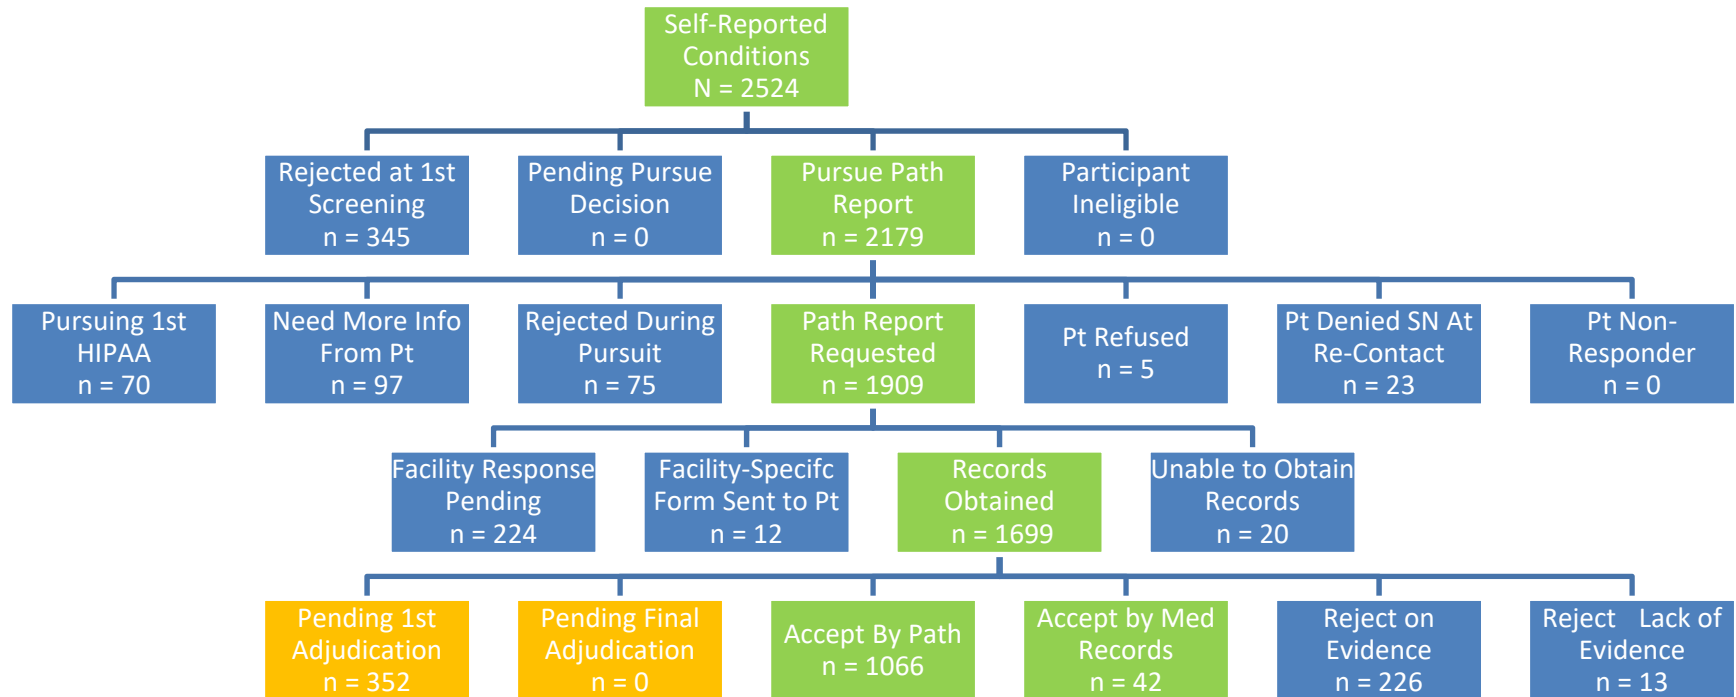 Self-Reported
Conditions
N = 2524
Rejected at 1st
Screening
n = 345
Pending Pursue
Decision
n = 0
Pursue Path
Report
n = 2179
Participant
Ineligible
n = 0
Pursuing 1st
HIPAA
n = 70
Need More Info
From Pt
n = 97
Rejected During
Pursuit
n = 75
Path Report
Requested
n = 1909
Pt Refused
n = 5
Pt Denied SN At
Re-Contact
n = 23
Pt Non-
Responder
n = 0
Facility Response
Pending
n = 224
Facility-Specifc
Form Sent to Pt
n = 12
Records
Obtained
n = 1699
Unable to Obtain
Records
n = 20
Pending 1st
Adjudication
n = 352
Pending Final
Adjudication
n = 0
Accept By Path
n = 1066
Accept by Med
Records
n = 42
Reject on
Evidence
n = 226
Reject Lack of
Evidence
n = 13